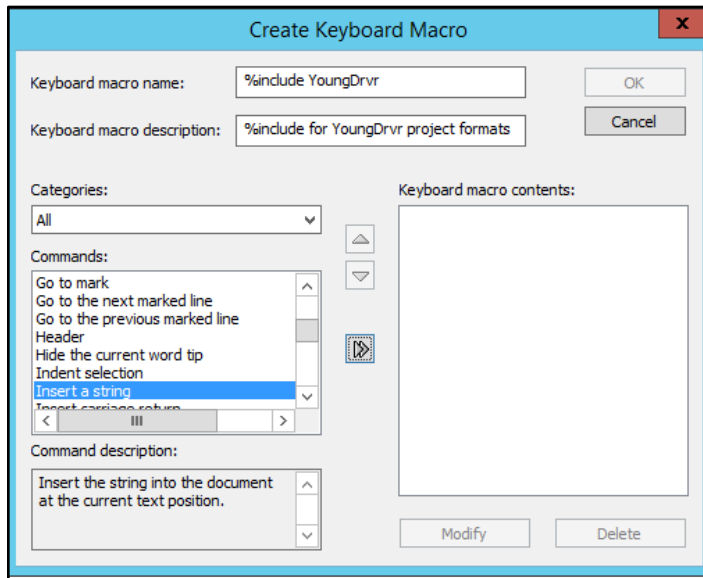 Create Keyboard Macro
x
Keyboard macro name:
%include YoungDrvr
OK
Keyboard macro description:
%include for YoungDrvr project formats
Cancel
Categories:
All
Keyboard macro contents:
Commands:
Go to mark
Go to the next marked line
Go to the previous marked line
Header
Hide the current word tip
Indent selection
Insert a string
Insert carriage return
Command description:
Insert the string into the document
at the current text position.
Modify
Delete